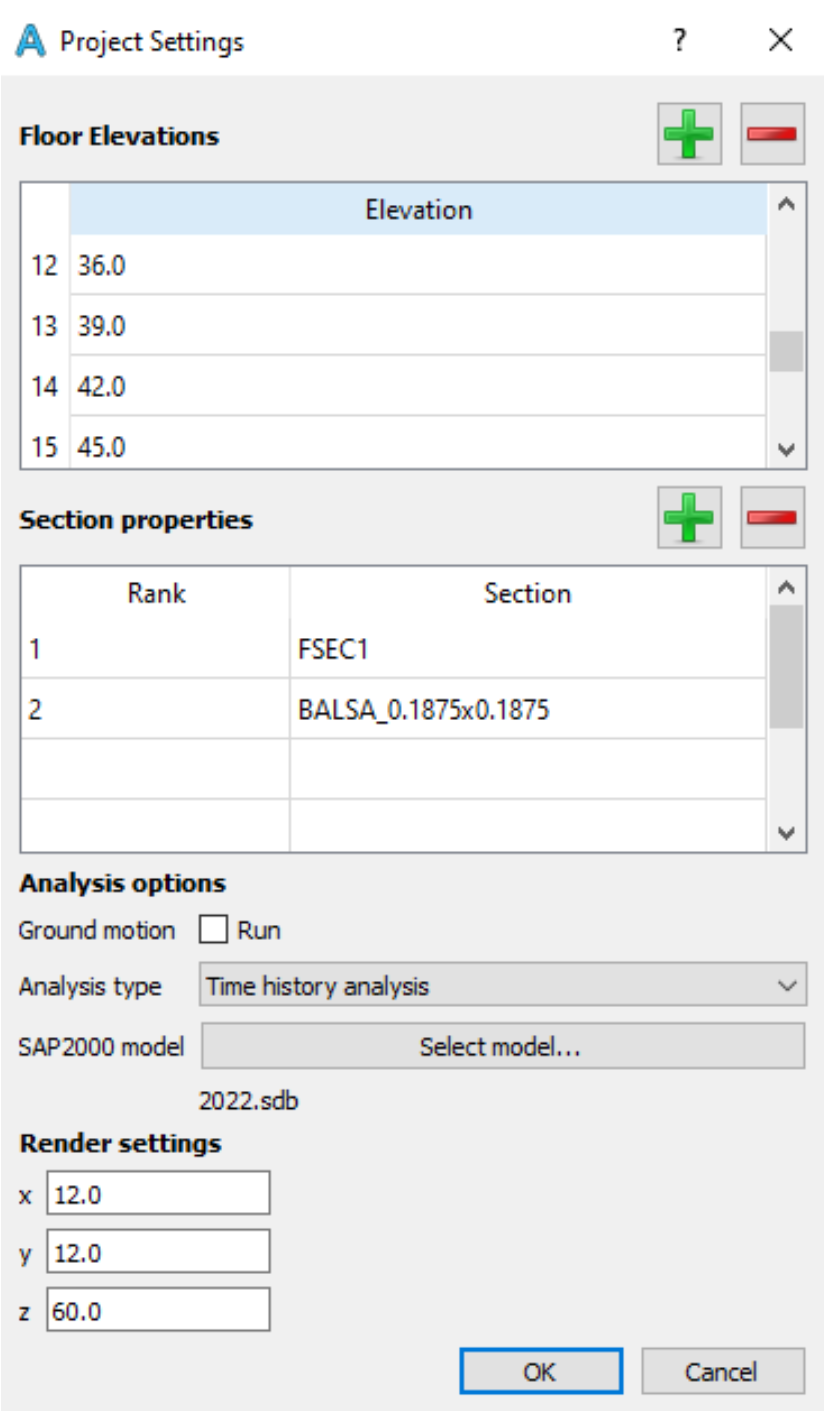 Project Settings ?
Floor Elevations
Elevation
12 36.0
13 39.0
14 42.0
15 45.0
Section properties
Rank Section
1 FSEC1
2 BALSA_0.1875x0.1875
Analysis options
Ground motion Run
Analysis type Time history analysis
SAP2000 model Select model...
2022.sdb
Render settings
x 12.0
y 12.0
z 60.0
OK Cancel